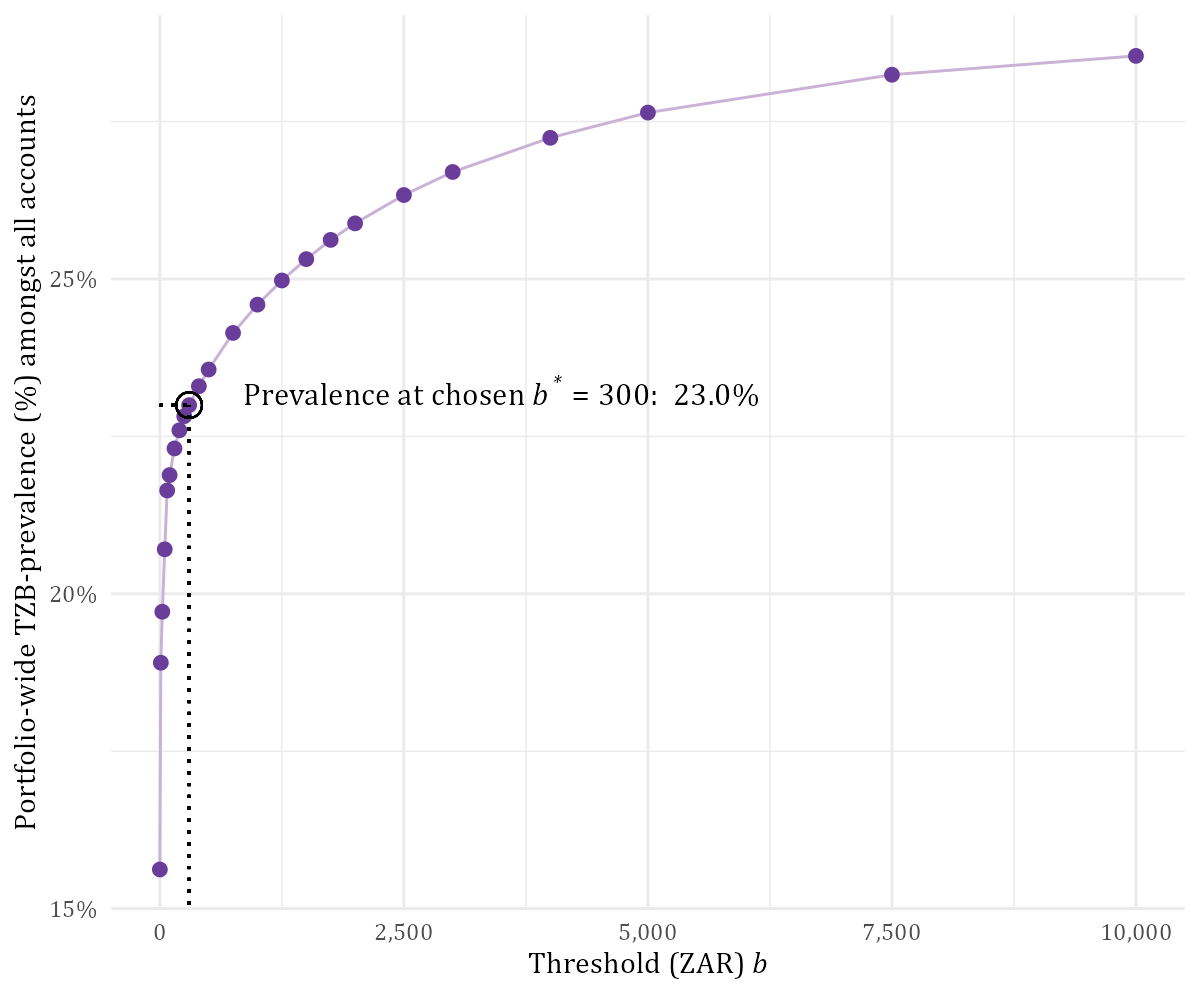 Portfolio-wide TZB-prevalence (%) amongst all accounts
25%
20%
15%
Prevalence at chosen b* = 300: 23.0%
0 2,500 5,000 7,500 10,000
Threshold (ZAR) b